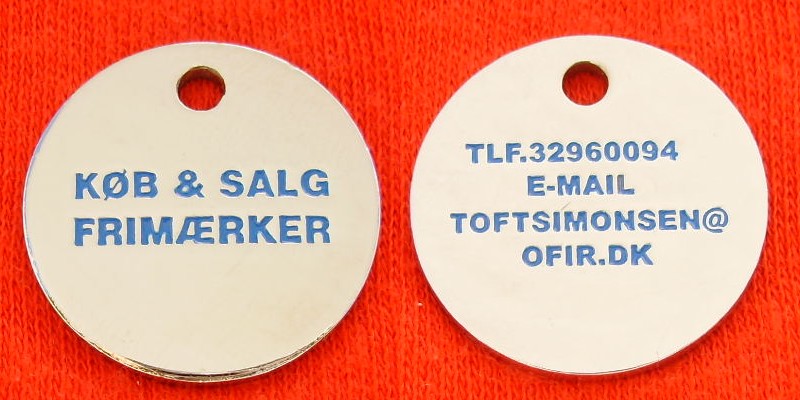 KØB & SALG
FRIMÆRKER
TLF.32960094
E-MAIL
TOFTSIMONSEN@
OFIR.DK